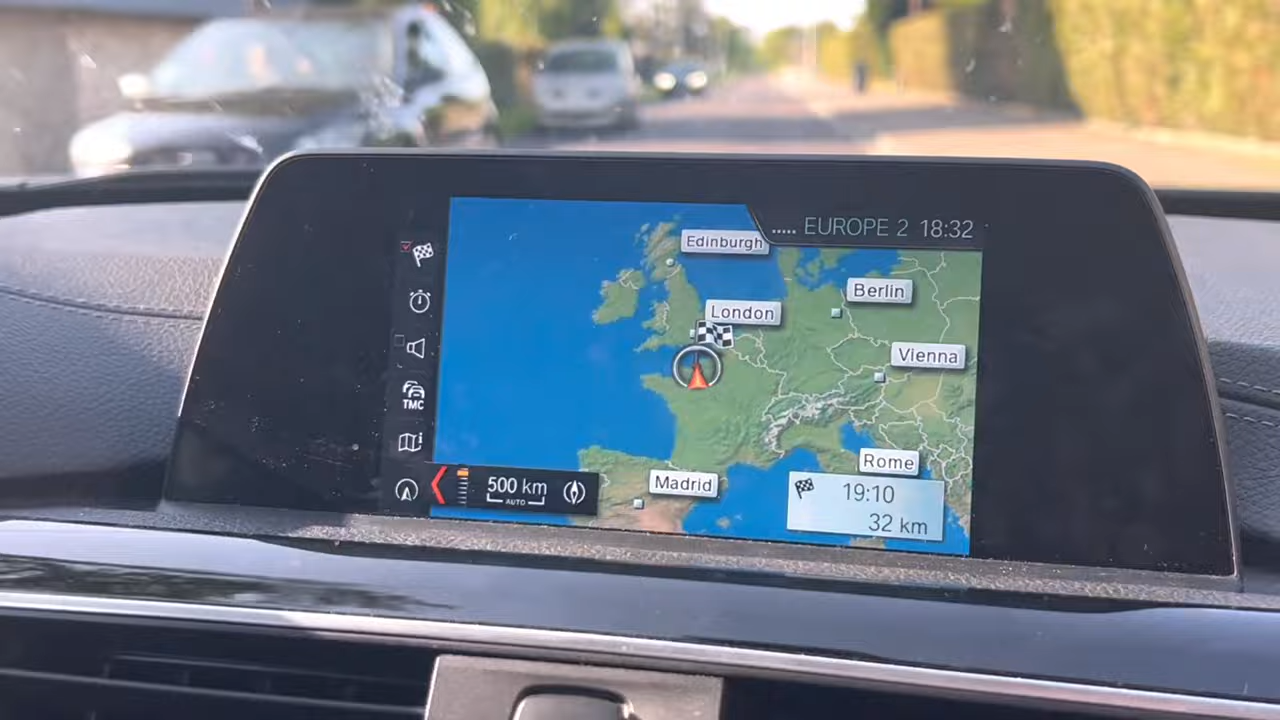 EUROPE 2 18:32
Edinburgh
Berlin
London
Vienna
TMC
Rome
Madrid
500 km
AUTO
19:10
32 km